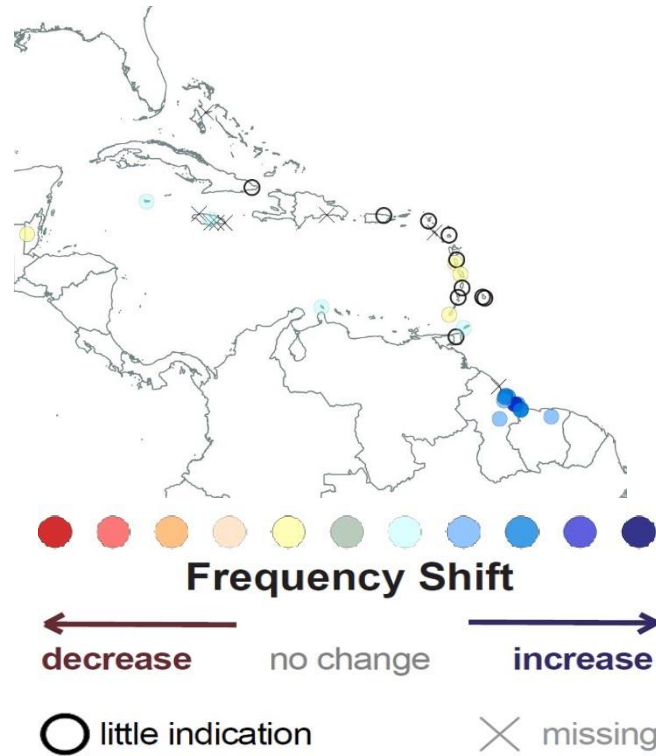 Frequency Shift
decrease no change increase
little indication missing